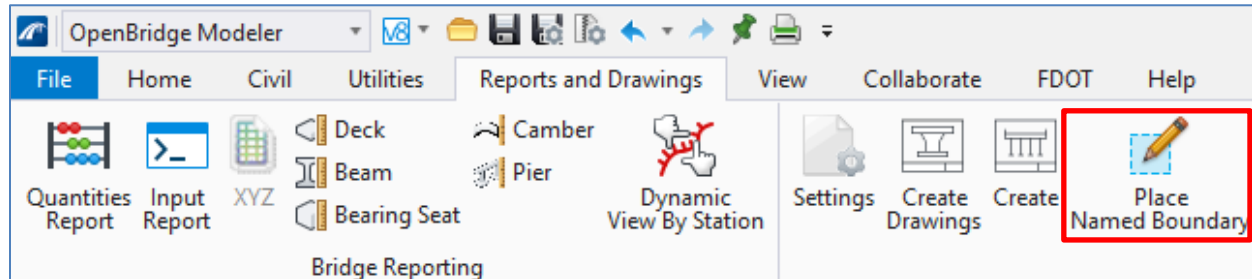 OpenBridge Modeler
V8
File Home Civil Utilities Reports and Drawings View Collaborate FDOT Help
Quantities
Report
Input
Report
XYZ
Deck
Beam
Bearing Seat
Camber
Pier
Dynamic
View By Station
Settings
Create
Drawings
Create
Place
Named Boundary
Bridge Reporting